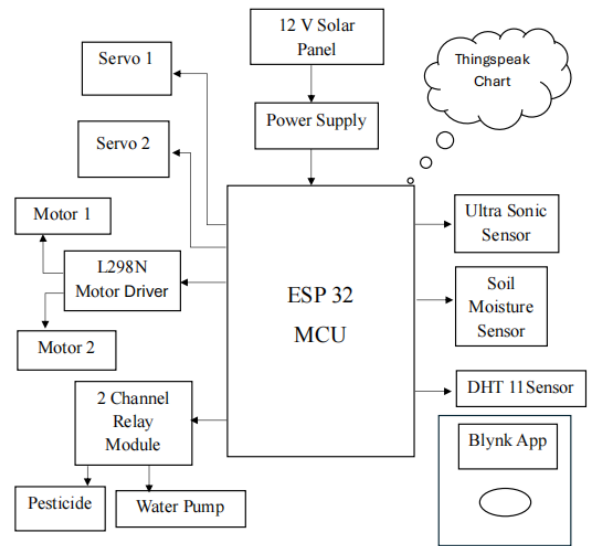 12 V Solar
Panel
Servo 1
Thingspeak
Chart
Power Supply
Servo 2
Motor 1
Ultra Sonic
Sensor
L298N
Motor Driver
ESP 32
MCU
Soil
Moisture
Sensor
Motor 2
DHT 11Sensor
2 Channel
Relay
Module
Blynk App
Pesticide
Water Pump